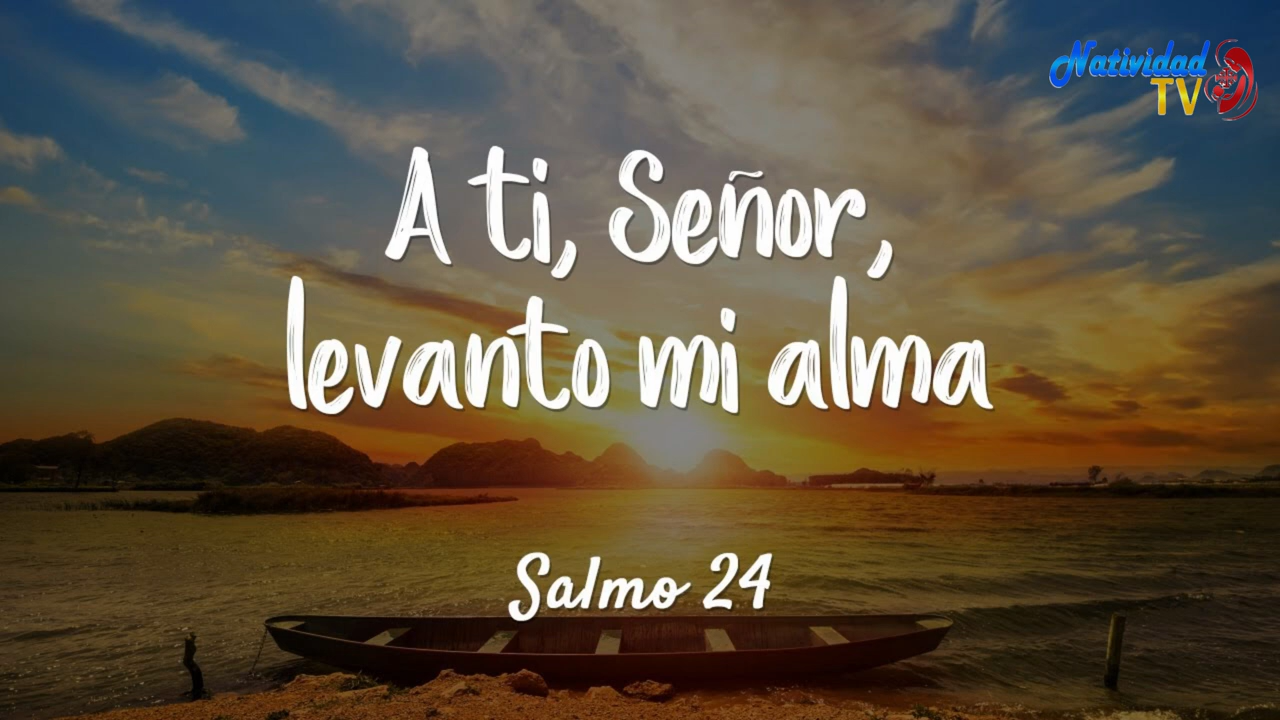 Natividad
TV
A ti, Señor,
levanto mi alma
Salmo 24